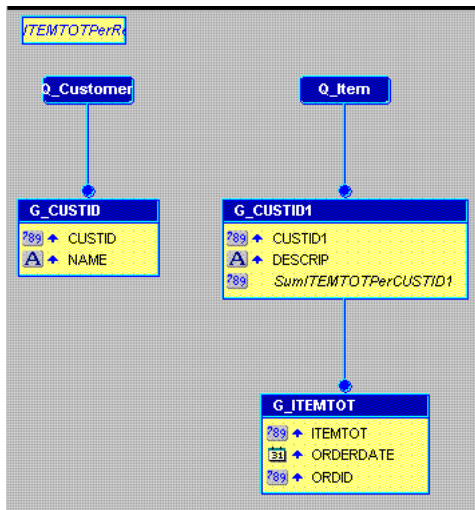 ITEMTOTPerRe
Q_Customer
Q_Item
G_CUSTID
CUSTID
NAME
G_CUSTID1
CUSTID1
DESCRIP
SumITEMTOTPerCUSTID1
G_ITEMTOT
ITEMTOT
ORDERDATE
ORDID